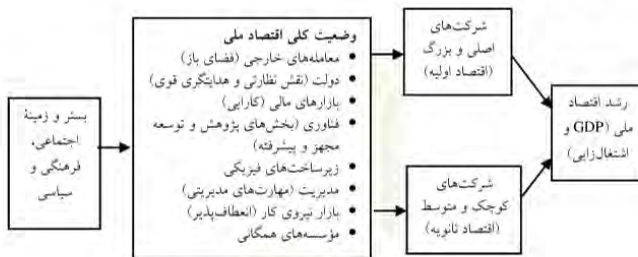 بستر و زمینهٔ
اجتماعی،
فرهنگی و
سیاسی
وضعیت کلی اقتصاد ملی
• معامله‌های خارجی (فضای باز)
• دولت (نقش نظارتی و هدایتگری قوی)
• بازارهای مالی (کارایی)
• فناوری (بخش‌های پژوهش و توسعه
مجهز و پیشرفته)
• زیرساخت‌های فیزیکی
• مدیریت (مهارت‌های مدیریتی)
• بازار نیروی کار (انعطاف‌پذیر)
• مؤسسه‌های همگانی
شرکت‌های
اصلی و بزرگ
(اقتصاد اولیه)
شرکت‌های
کوچک و متوسط
(اقتصاد ثانویه)
رشد اقتصاد
ملی (GDP و
اشتغال‌زایی)